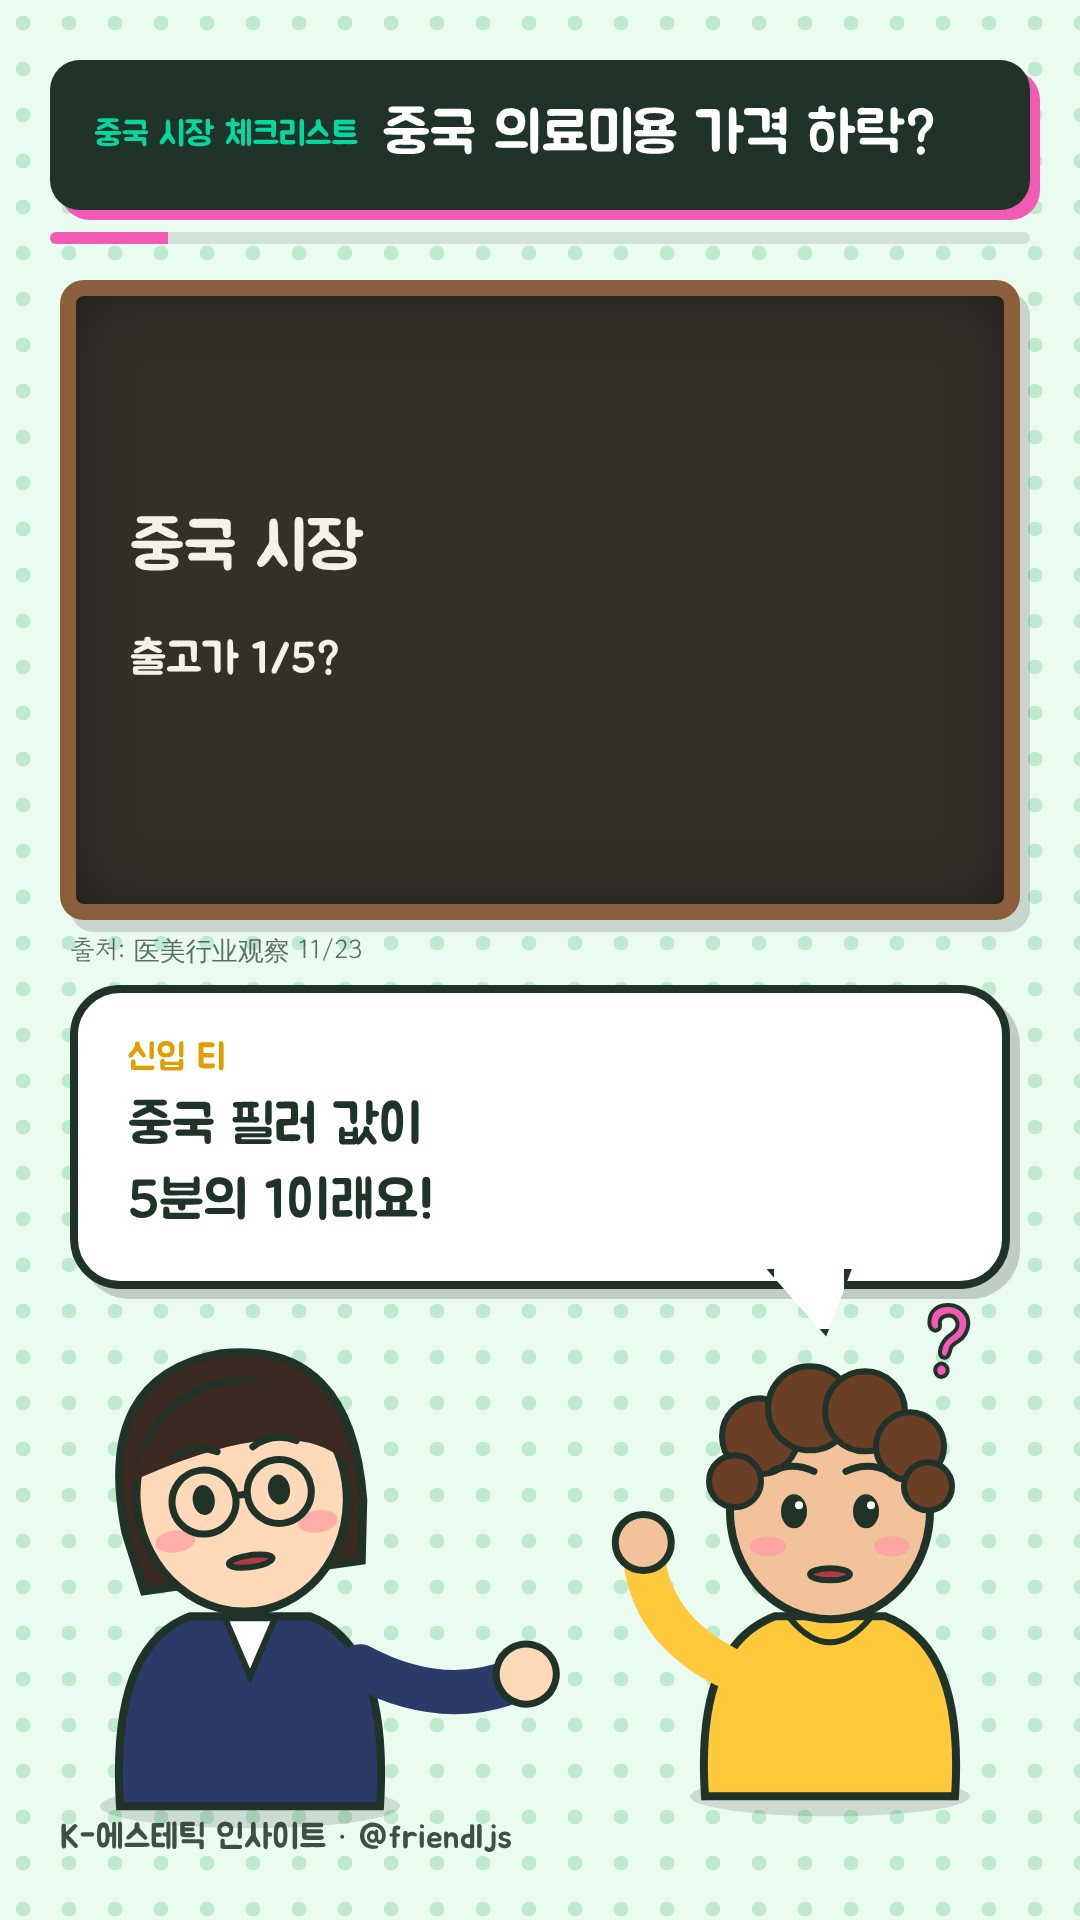 중국 시장 체크리스트 중국 의료미용 가격 하락?
중국 시장
출고가 1/5?
출처: 医美行业观察 11/23
신입 티
중국 필러 값이
5분의 1이래요!
?
K-에스테틱 인사이트 · @friendljs